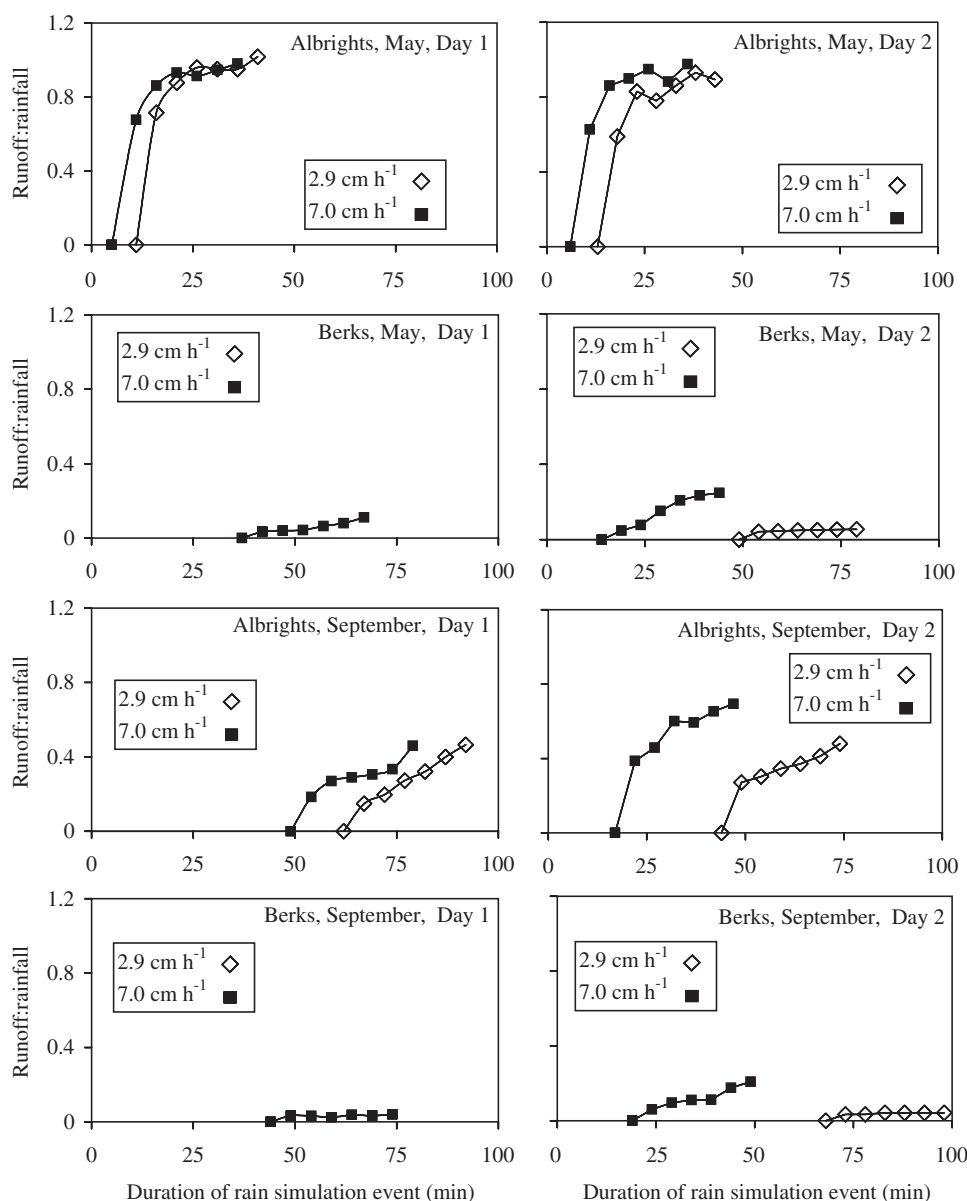 Runoff:rainfall
1.2
0.8
0.4
0
Albrights, May, Day 1
2.9 cm h⁻¹
7.0 cm h⁻¹
0 25 50 75 100
Albrights, May, Day 2
2.9 cm h⁻¹
7.0 cm h⁻¹
0 25 50 75 100
Runoff:rainfall
1.2
0.8
0.4
0
Berks, May, Day 1
2.9 cm h⁻¹
7.0 cm h⁻¹
0 25 50 75 100
Berks, May, Day 2
2.9 cm h⁻¹
7.0 cm h⁻¹
0 25 50 75 100
Runoff:rainfall
1.2
0.8
0.4
0
Albrights, September, Day 1
2.9 cm h⁻¹
7.0 cm h⁻¹
0 25 50 75 100
Albrights, September, Day 2
2.9 cm h⁻¹
7.0 cm h⁻¹
0 25 50 75 100
Runoff:rainfall
1.2
0.8
0.4
0
Berks, September, Day 1
2.9 cm h⁻¹
7.0 cm h⁻¹
0 25 50 75 100
Duration of rain simulation event (min)
Berks, September, Day 2
2.9 cm h⁻¹
7.0 cm h⁻¹
0 25 50 75 100
Duration of rain simulation event (min)